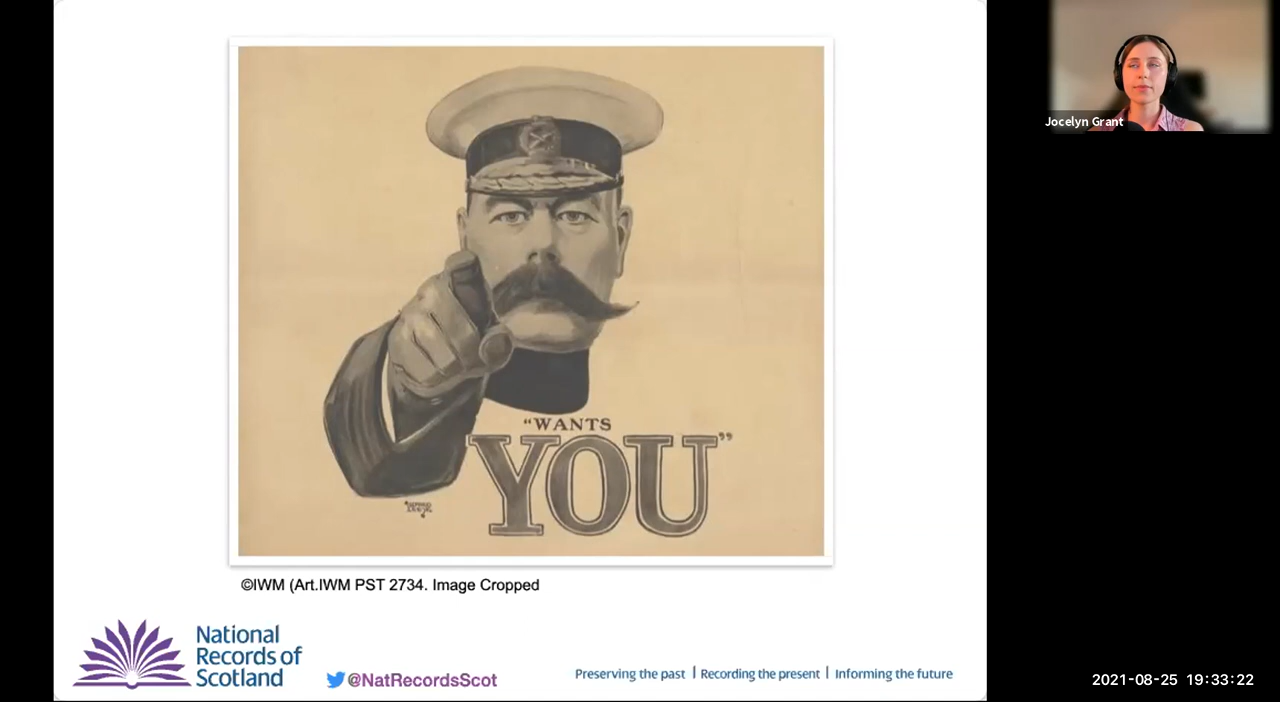 Jocelyn Grant
“WANTS
YOU”
©IWM (Art.IWM PST 2734. Image Cropped
National
Records of
Scotland
@NatRecordsScot
Preserving the past | Recording the present | Informing the future
2021-08-25 19:33:22